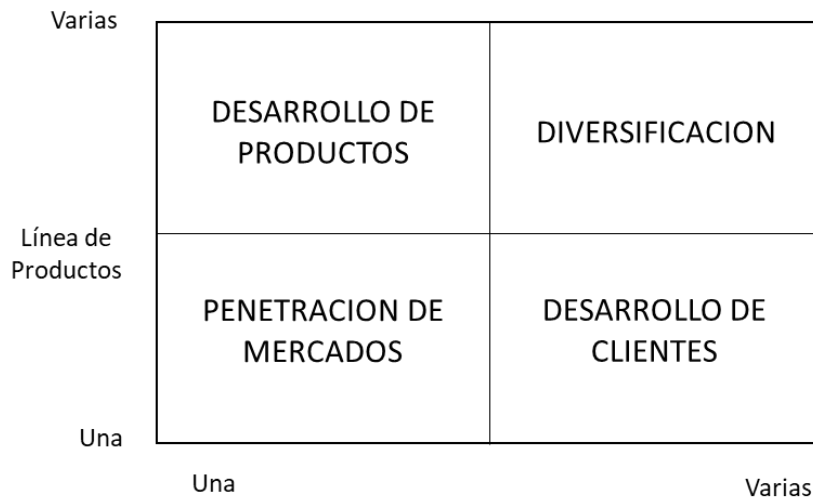 Varias
DESARROLLO DE
PRODUCTOS
DIVERSIFICACION
Línea de
Productos
PENETRACION DE
MERCADOS
DESARROLLO DE
CLIENTES
Una
Una
Varias